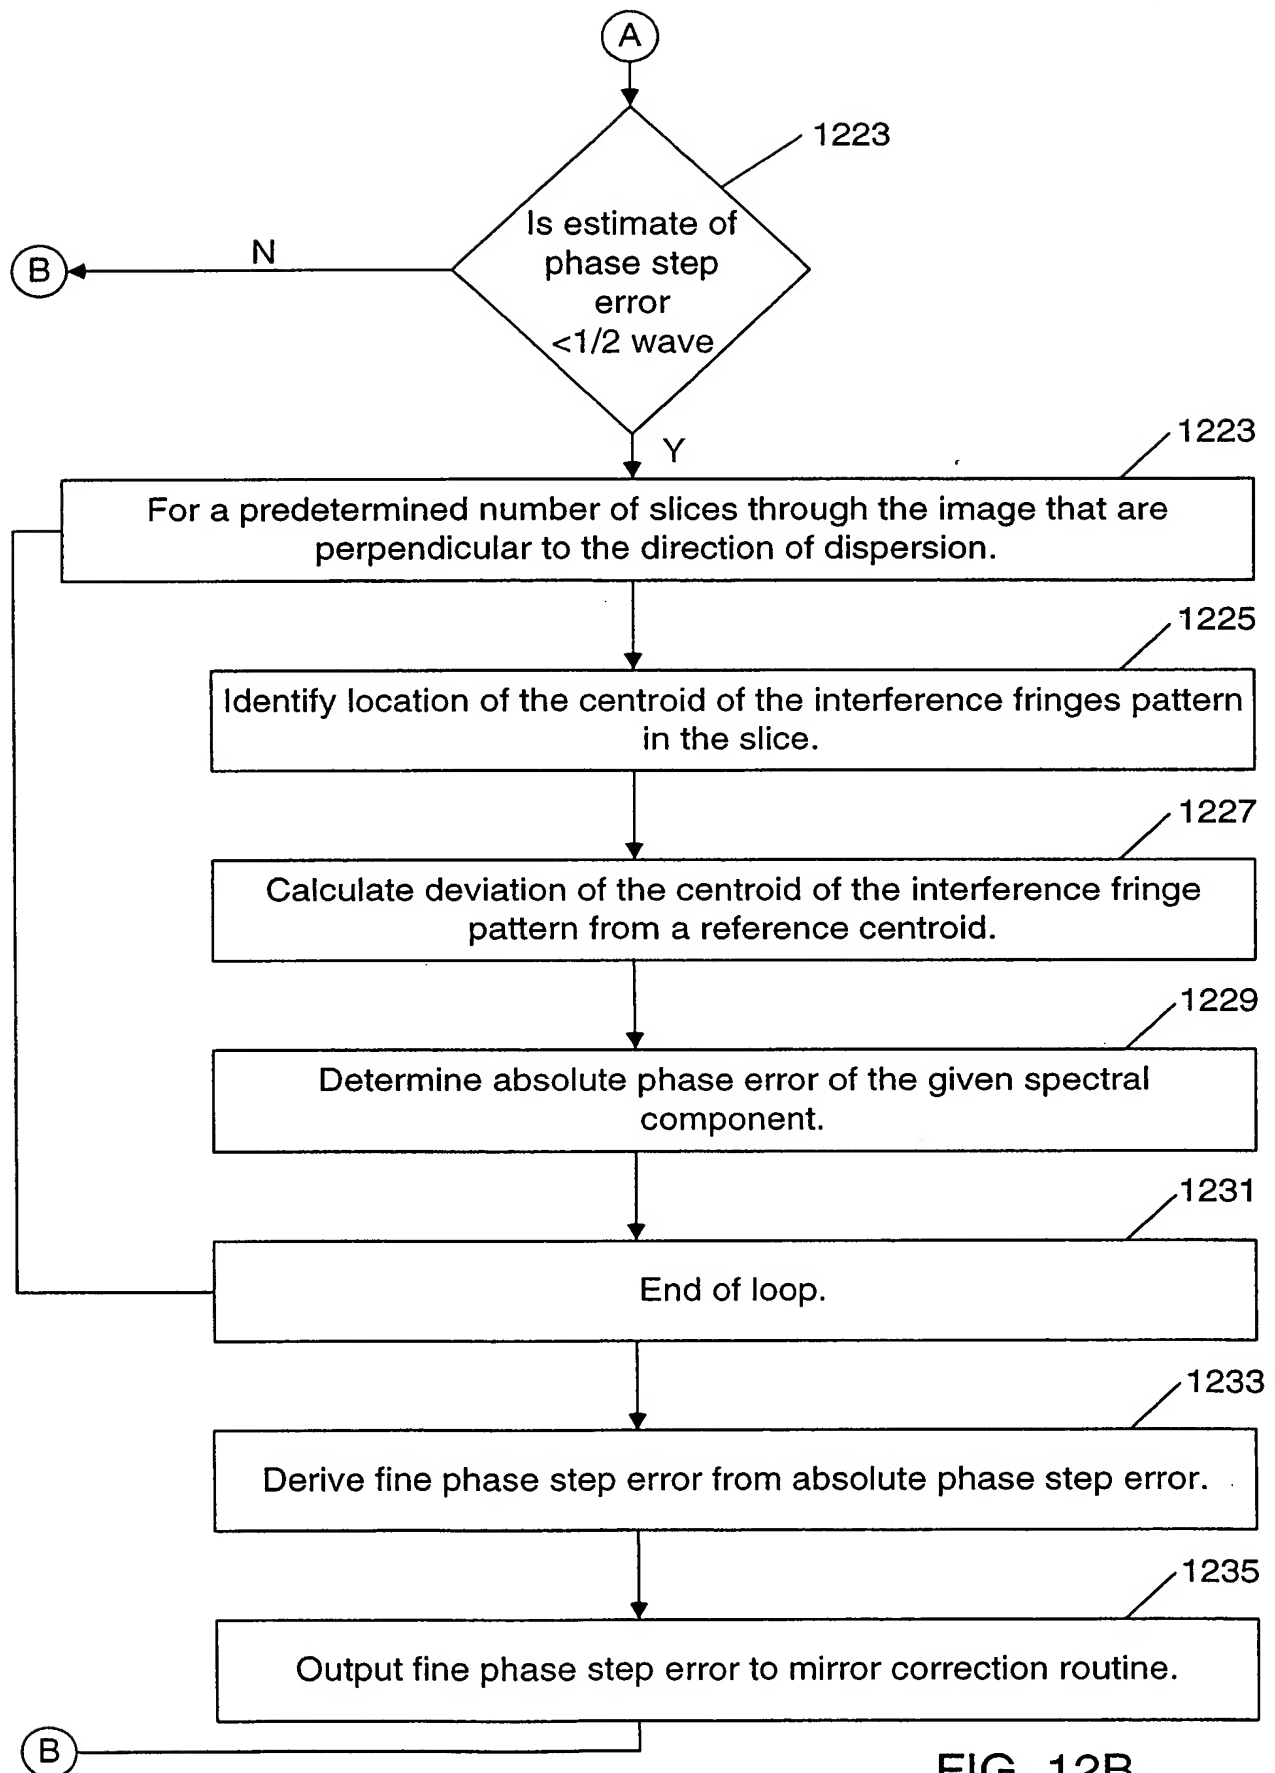 A
1223
Is estimate of
phase step
error
<1/2 wave
N
B
Y
1223
For a predetermined number of slices through the image that are
perpendicular to the direction of dispersion.
1225
Identify location of the centroid of the interference fringes pattern
in the slice.
1227
Calculate deviation of the centroid of the interference fringe
pattern from a reference centroid.
1229
Determine absolute phase error of the given spectral
component.
1231
End of loop.
1233
Derive fine phase step error from absolute phase step error.
1235
Output fine phase step error to mirror correction routine.
B
FIG. 12B